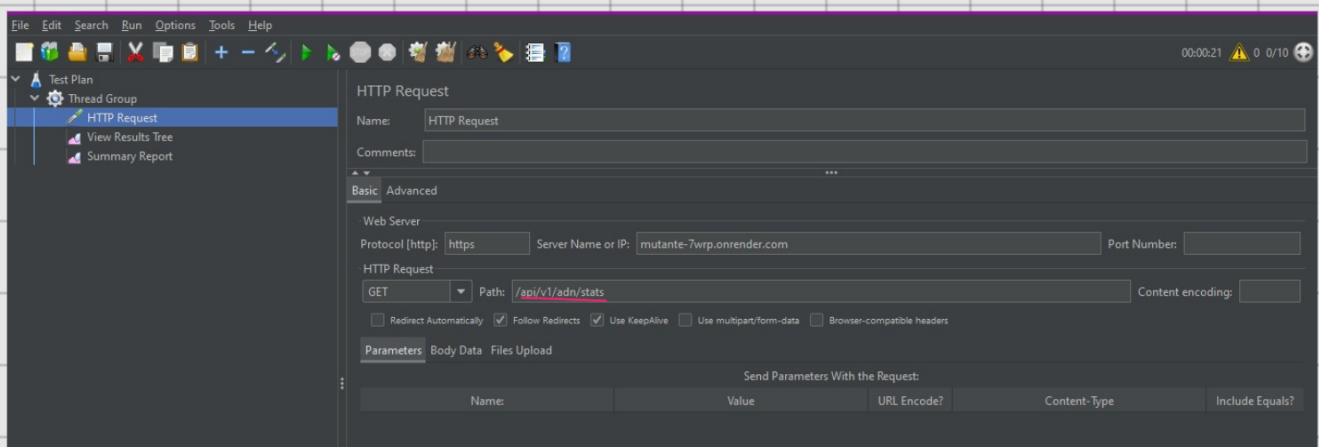 File Edit Search Run Options Tools Help
00:00:21 0 0/10
Test Plan
Thread Group
HTTP Request
View Results Tree
Summary Report
HTTP Request
Name: HTTP Request
Comments:
Basic Advanced
Web Server
Protocol [http]: https Server Name or IP: mutante-7wrp.onrender.com Port Number:
HTTP Request
GET Path: /api/v1/adn/stats Content encoding:
Redirect Automatically Follow Redirects Use KeepAlive Use multipart/form-data Browser-compatible headers
Parameters Body Data Files Upload
Send Parameters With the Request:
Name: Value URL Encode? Content-Type Include Equals?